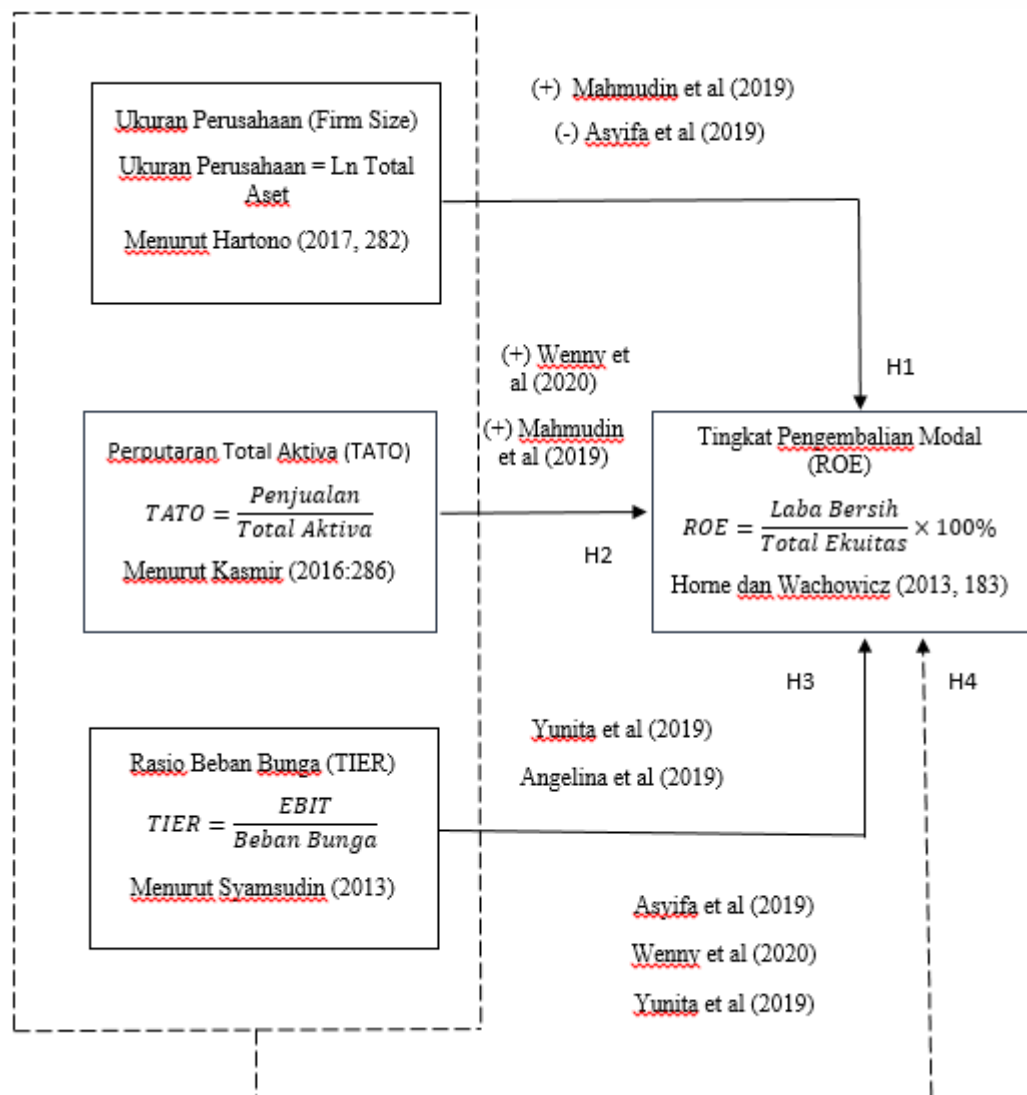 Ukuran Perusahaan (Firm Size)
Ukuran Perusahaan = Ln Total
Aset
Menurut Hartono (2017, 282)
(+) Mahmudin et al (2019)
(-) Asyifa et al (2019)
H1
Perputaran Total Aktiva (TATO)
TATO = Penjualan / Total Aktiva
Menurut Kasmir (2016:286)
(+) Wenny et
al (2020)
(+) Mahmudin
et al (2019)
H2
Tingkat Pengembalian Modal
(ROE)
ROE = Laba Bersih / Total Ekuitas × 100%
Horne dan Wachowicz (2013, 183)
H3
H4
Rasio Beban Bunga (TIER)
TIER = EBIT / Beban Bunga
Menurut Syamsudin (2013)
Yunita et al (2019)
Angelina et al (2019)
Asyifa et al (2019)
Wenny et al (2020)
Yunita et al (2019)